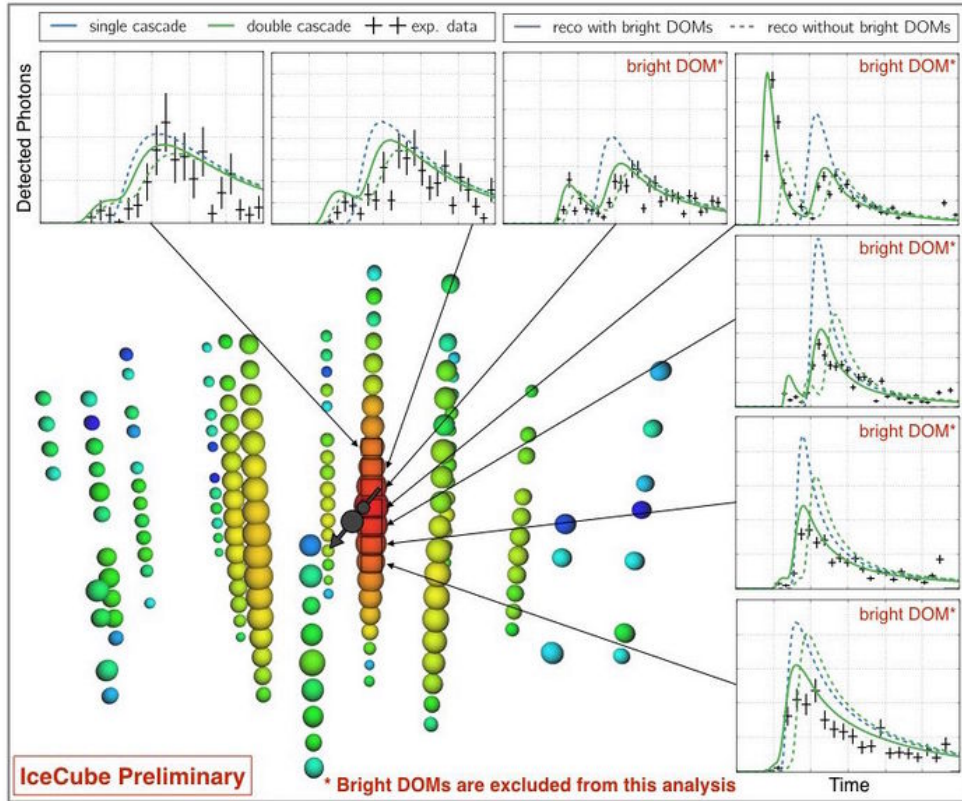 single cascade double cascade exp. data reco with bright DOMs reco without bright DOMs
Detected Photons
bright DOM*
bright DOM*
bright DOM*
bright DOM*
bright DOM*
IceCube Preliminary
* Bright DOMs are excluded from this analysis
Time